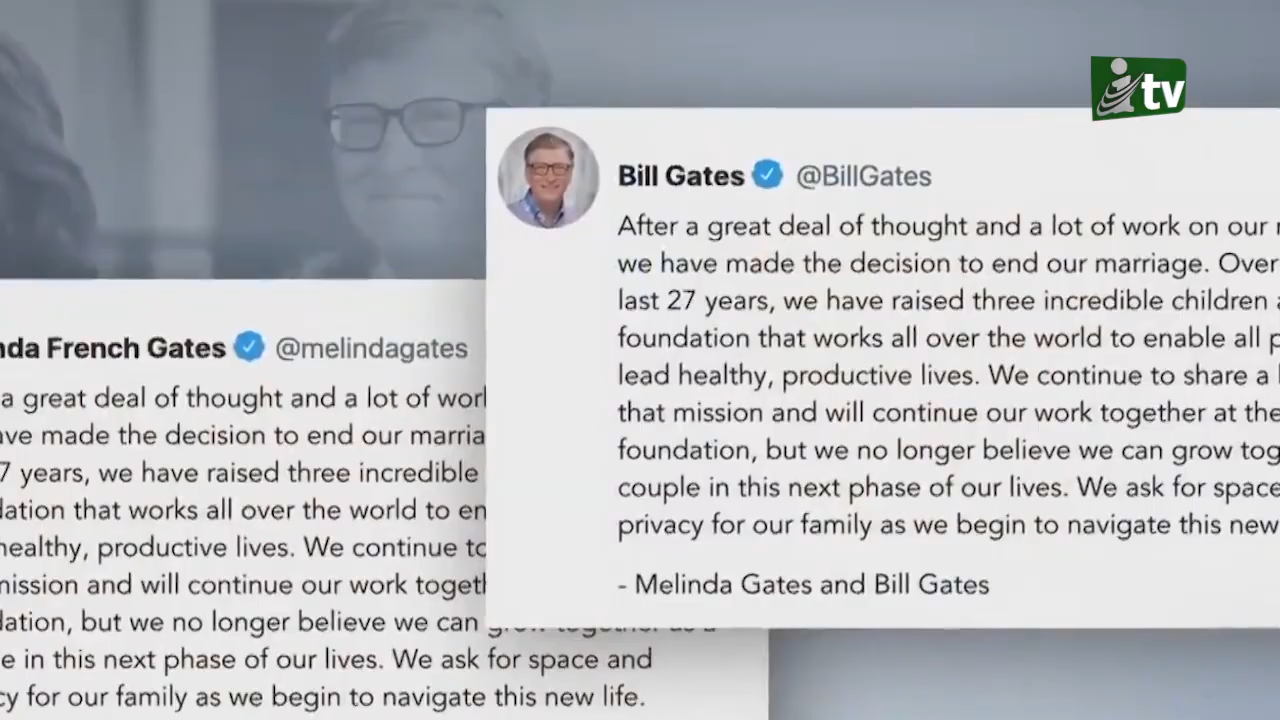 itv
Bill Gates @BillGates
After a great deal of thought and a lot of work on our
we have made the decision to end our marriage. Over
last 27 years, we have raised three incredible children
foundation that works all over the world to enable all
lead healthy, productive lives. We continue to share a
that mission and will continue our work together at the
foundation, but we no longer believe we can grow tog
couple in this next phase of our lives. We ask for space
privacy for our family as we begin to navigate this new
- Melinda Gates and Bill Gates
nda French Gates @melindagates
a great deal of thought and a lot of wor
ve made the decision to end our marria
7 years, we have raised three incredible
dation that works all over the world to en
healthy, productive lives. We continue to
mission and will continue our work toget
dation, but we no longer believe we can grow together as a
e in this next phase of our lives. We ask for space and
cy for our family as we begin to navigate this new life.